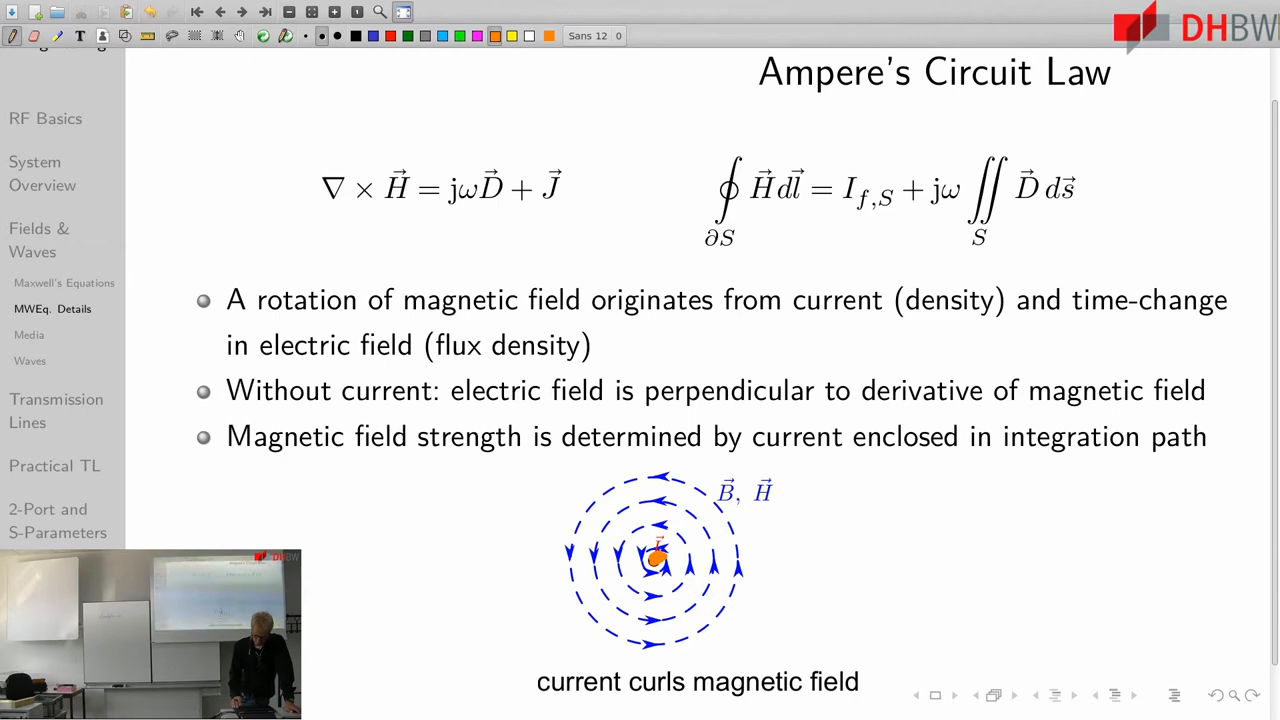 Sans 12 0
DHBW
Ampere's Circuit Law
RF Basics
System
Overview
Fields &
Waves
Maxwell's Equations
MWEq. Details
Media
Waves
Transmission
Lines
Practical TL
2-Port and
S-Parameters
∇ × H⃗ = jωD⃗ + J⃗
∮∂S H⃗dl⃗ = I_f,S + jω ∬S D⃗ ds⃗
A rotation of magnetic field originates from current (density) and time-change
in electric field (flux density)
Without current: electric field is perpendicular to derivative of magnetic field
Magnetic field strength is determined by current enclosed in integration path
B⃗, H⃗
current curls magnetic field